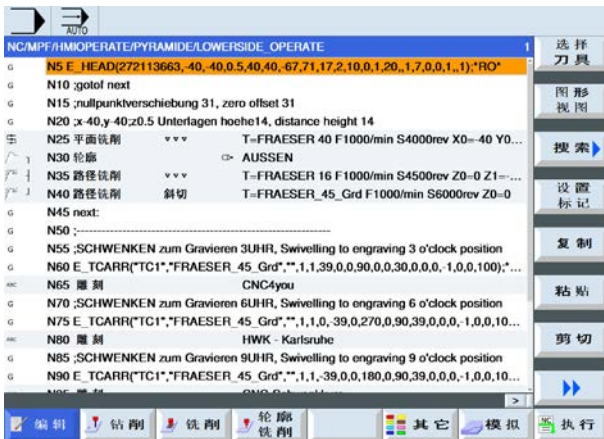 AUTO
NC/MPF/HMIOPERATE/PYRAMIDE/LOWERSIDE_OPERATE 1
G N5 E_HEAD(272113663,-40,-40,0.5,40,40,-67,71,17,2,10,0,1,20,,1,7,0,0,1,,1);*RO*
G N10 ;gotof next
G N15 ;nullpunktverschiebung 31, zero offset 31
G N20 ;x-40,y-40;z0.5 Unterlagen hoehe14, distance height 14
N25 平面铣削 ▿▿▿ T=FRAESER 40 F1000/min S4000rev X0=-40 Y0...
N30 轮廓 AUSSEN
N35 路径铣削 ▿▿▿ T=FRAESER 16 F1000/min S4500rev Z0=0 Z1=-...
N40 路径铣削 斜切 T=FRAESER_45_Grd F1000/min S6000rev Z0=0
G N45 next:
G N50 ;------------------------------------------------------------
G N55 ;SCHWENKEN zum Gravieren 3UHR, Swivelling to engraving 3 o'clock position
G N60 E_TCARR("TC1","FRAESER_45_Grd","",1,1,39,0,0,90,0,0,30,0,0,0,-1,0,0,100);*...
ABC N65 雕刻 CNC4you
G N70 ;SCHWENKEN zum Gravieren 6UHR, Swivelling to engraving 6 o'clock position
G N75 E_TCARR("TC1","FRAESER_45_Grd","",1,1,0,-39,0,270,0,90,39,0,0,0,-1,0,0,10...
ABC N80 雕刻 HWK - Karlsruhe
G N85 ;SCHWENKEN zum Gravieren 9UHR, Swivelling to engraving 9 o'clock position
G N90 E_TCARR("TC1","FRAESER_45_Grd","",1,1,-39,0,0,180,0,90,39,0,0,0,-1,0,0,10...
选择
刀具
图形
视图
搜索
设置
标记
复制
粘贴
剪切
编辑
钻削
铣削
轮廓
铣削
其它
模拟
执行